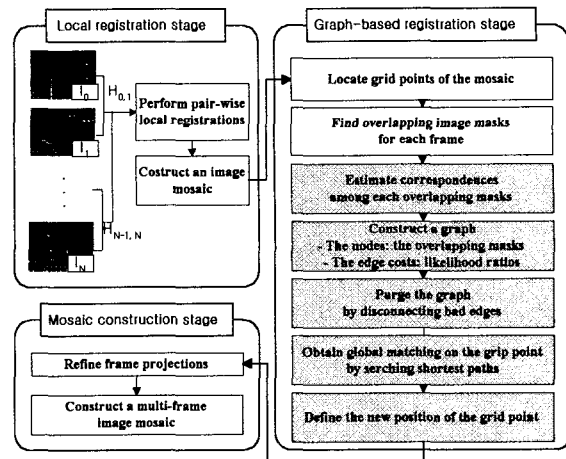 Local registration stage
I0
H0,1
I1
HN-1, N
IN
Perform pair-wise
local registrations
Costruct an image
mosaic
Graph-based registration stage
Locate grid points of the mosaic
Find overlapping image masks
for each frame
Estimate correspondences
among each overlapping masks
Construct a graph
- The nodes: the overlapping masks
- The edge costs: likelihood ratios
Purge the graph
by disconnecting bad edges
Obtain global matching on the grip point
by serching shortest paths
Define the new position of the grid point
Mosaic construction stage
Refine frame projections
Construct a multi-frame
image mosaic